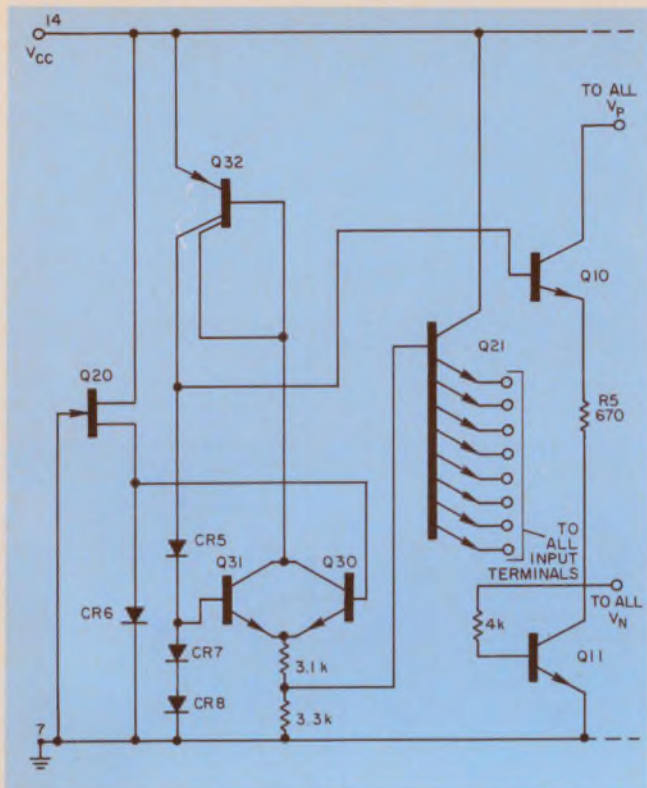 14
VCC
TO ALL
VP
Q32
Q10
Q21
Q20
R5
670
CR5
Q31
Q30
TO
ALL
INPUT
TERMINALS
TO ALL
VN
CR6
4k
CR7
3.1k
Q11
CR8
3.3k
7